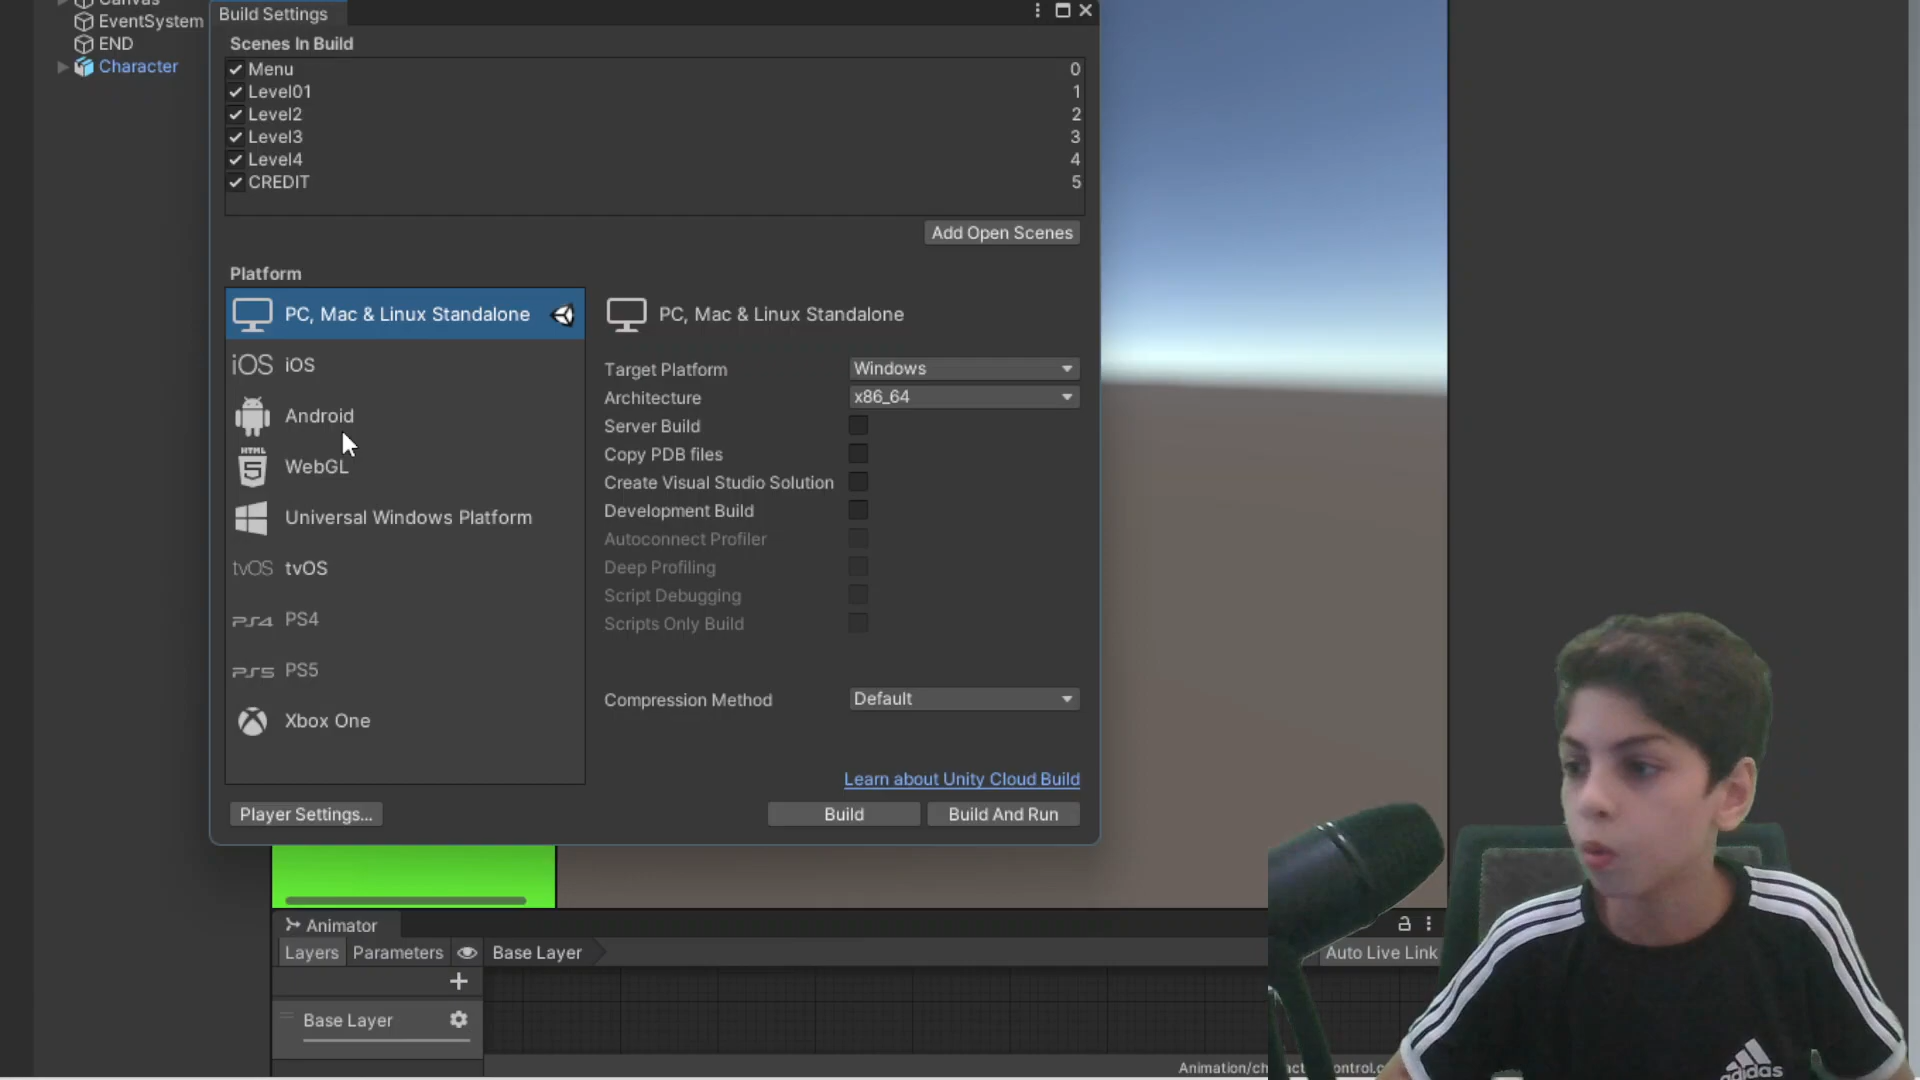 Canvas
EventSystem
END
Character
Build Settings
Scenes In Build
Menu 0
Level01 1
Level2 2
Level3 3
Level4 4
CREDIT 5
Add Open Scenes
Platform
PC, Mac & Linux Standalone
iOS iOS
Android
HTML 5 WebGL
Universal Windows Platform
tvOS tvOS
PS4 PS4
PS5 PS5
Xbox One
PC, Mac & Linux Standalone
Target Platform Windows
Architecture x86_64
Server Build
Copy PDB files
Create Visual Studio Solution
Development Build
Autoconnect Profiler
Deep Profiling
Script Debugging
Scripts Only Build
Compression Method Default
Learn about Unity Cloud Build
Player Settings... Build Build And Run
Animator
Layers Parameters Base Layer Auto Live Link
Base Layer
adidas